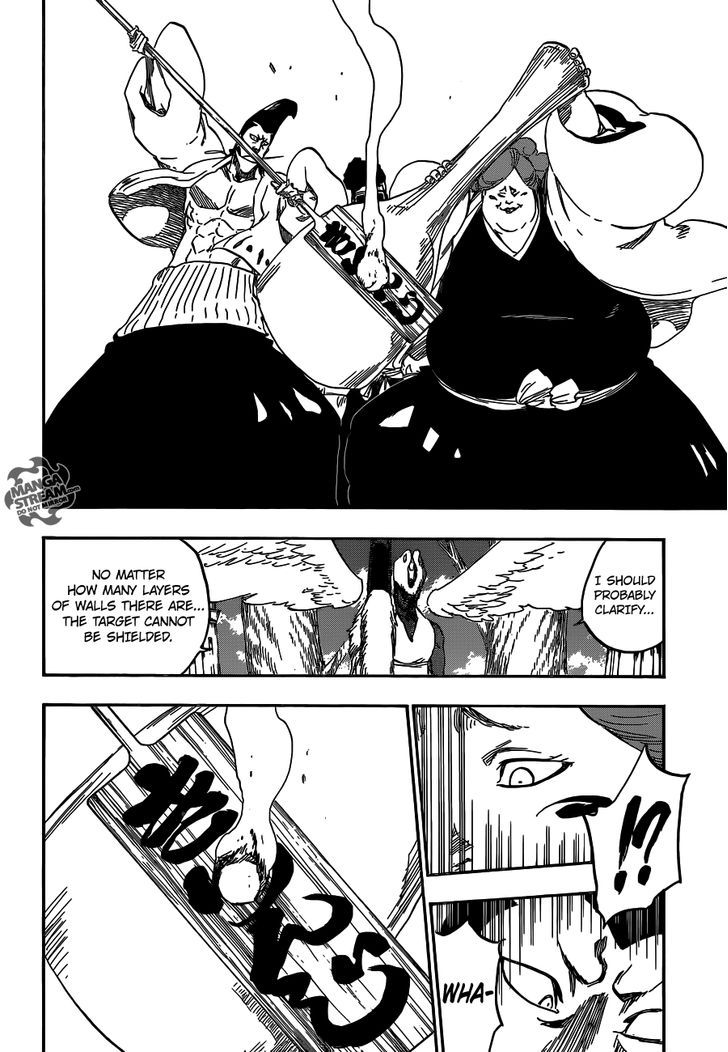 MANGA
STREAM.com
DO NOT MIRROR
I SHOULD
PROBABLY
CLARIFY...
NO MATTER
HOW MANY LAYERS
OF WALLS THERE ARE...
THE TARGET CANNOT
BE SHIELDED.
!?
WHA-